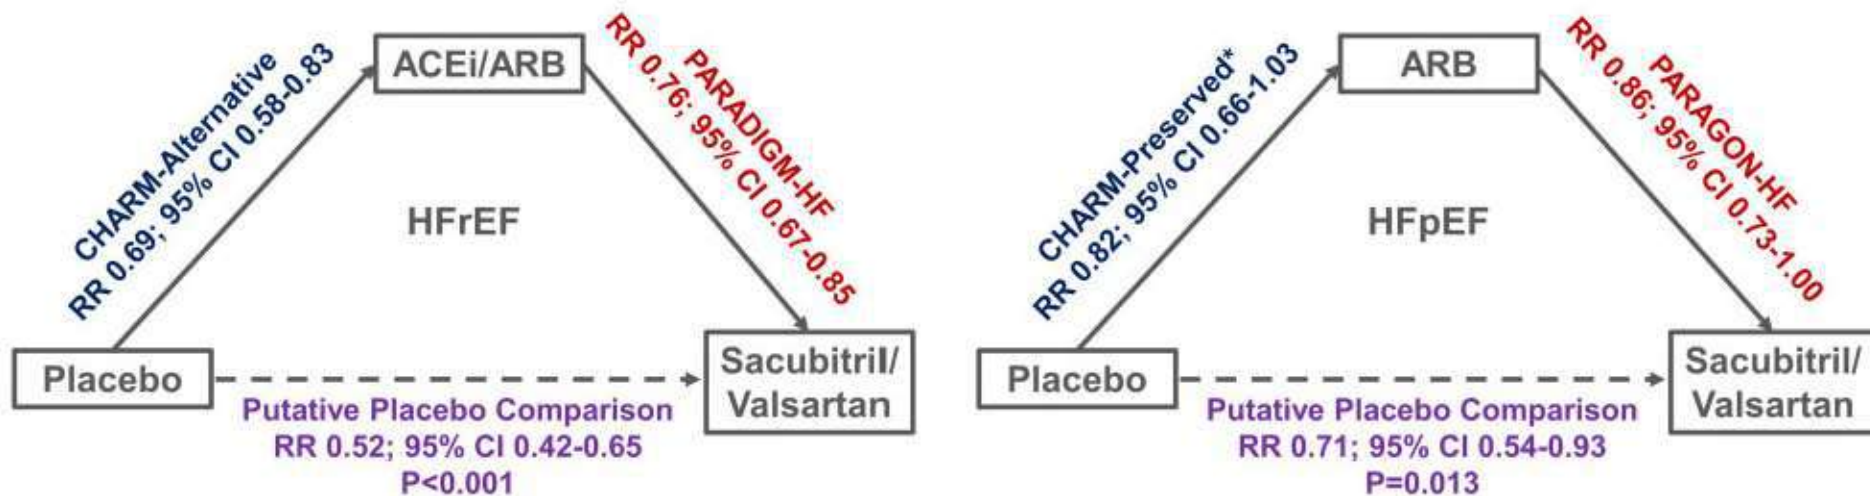 CHARM-Alternative
RR 0.69; 95% CI 0.58-0.83
ACEi/ARB
PARADIGM-HF
RR 0.76; 95% CI 0.67-0.85
HFrEF
Placebo
Sacubitril/
Valsartan
Putative Placebo Comparison
RR 0.52; 95% CI 0.42-0.65
P<0.001
CHARM-Preserved*
RR 0.82; 95% CI 0.66-1.03
ARB
PARAGON-HF
RR 0.86; 95% CI 0.73-1.00
HFpEF
Placebo
Sacubitril/
Valsartan
Putative Placebo Comparison
RR 0.71; 95% CI 0.54-0.93
P=0.013